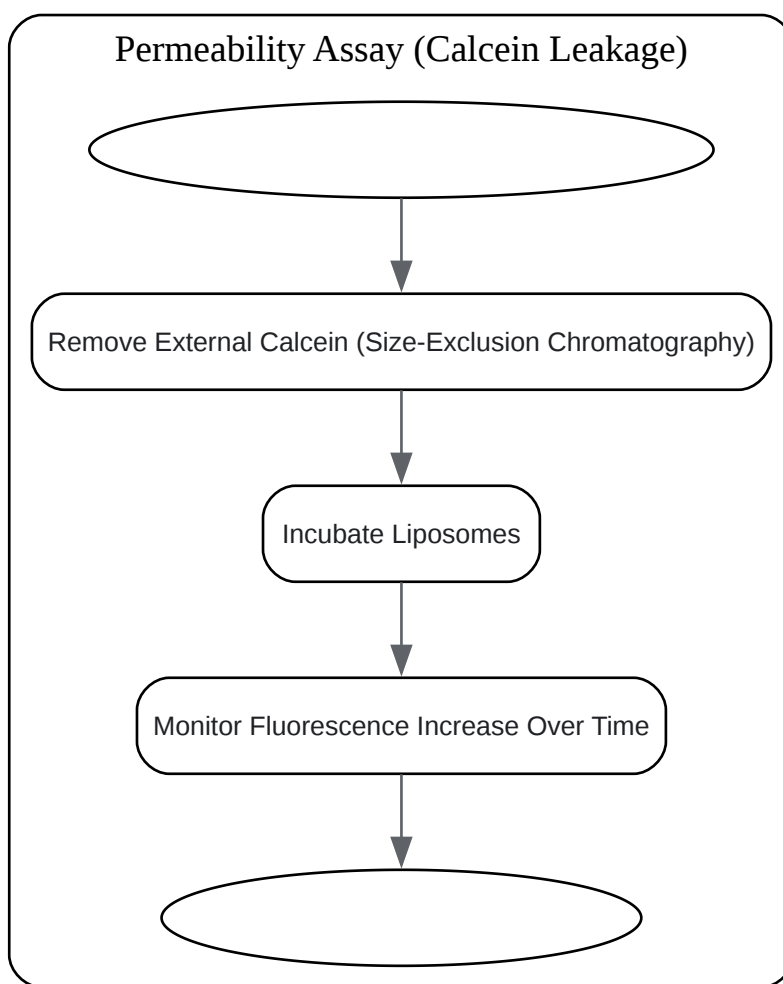 Permeability Assay (Calcein Leakage)
Remove External Calcein (Size-Exclusion Chromatography)
Incubate Liposomes
Monitor Fluorescence Increase Over Time